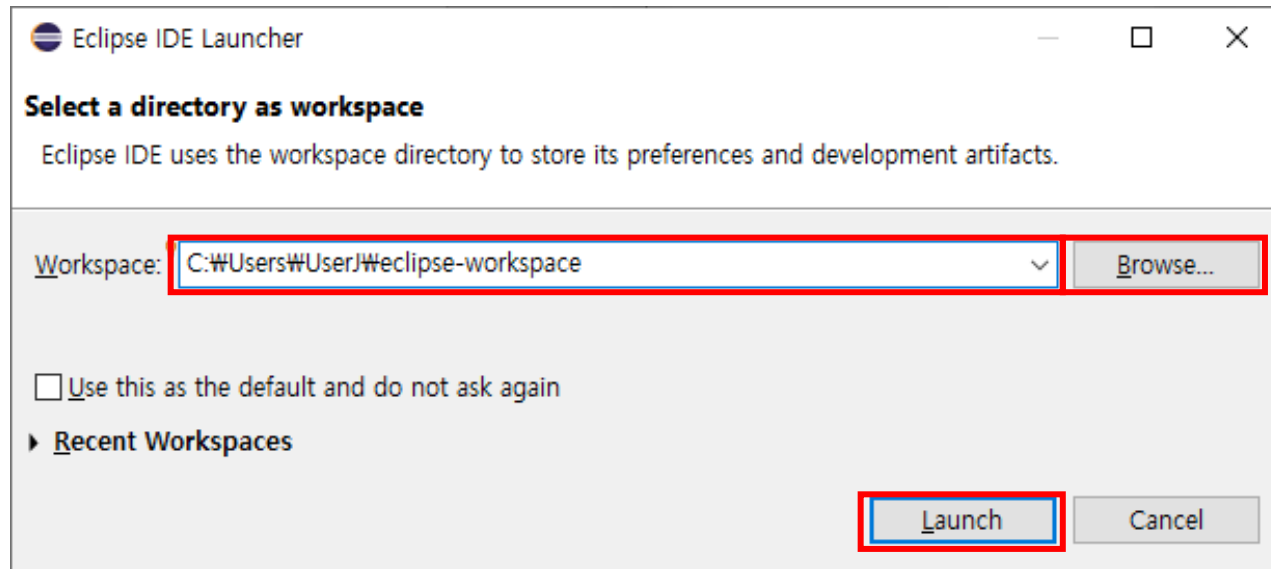 Eclipse IDE Launcher
Select a directory as workspace
Eclipse IDE uses the workspace directory to store its preferences and development artifacts.
Workspace: C:₩Users₩UserJ₩eclipse-workspace Browse...
Use this as the default and do not ask again
Recent Workspaces
Launch Cancel